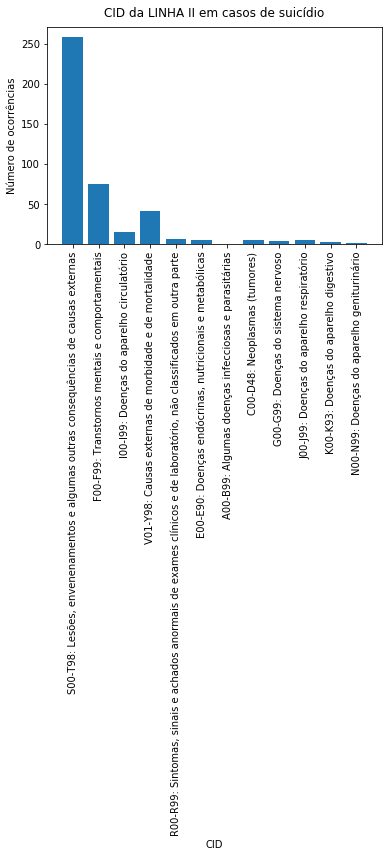 CID da LINHA II em casos de suicídio
Número de ocorrências
250
200
150
100
50
0
S00-T98: Lesões, envenenamentos e algumas outras consequências de causas externas
F00-F99: Transtornos mentais e comportamentais
I00-I99: Doenças do aparelho circulatório
V01-Y98: Causas externas de morbidade e de mortalidade
R00-R99: Sintomas, sinais e achados anormais de exames clínicos e de laboratório, não classificados em outra parte
E00-E90: Doenças endócrinas, nutricionais e metabólicas
A00-B99: Algumas doenças infecciosas e parasitárias
C00-D48: Neoplasmas (tumores)
G00-G99: Doenças do sistema nervoso
J00-J99: Doenças do aparelho respiratório
K00-K93: Doenças do aparelho digestivo
N00-N99: Doenças do aparelho geniturinário
CID